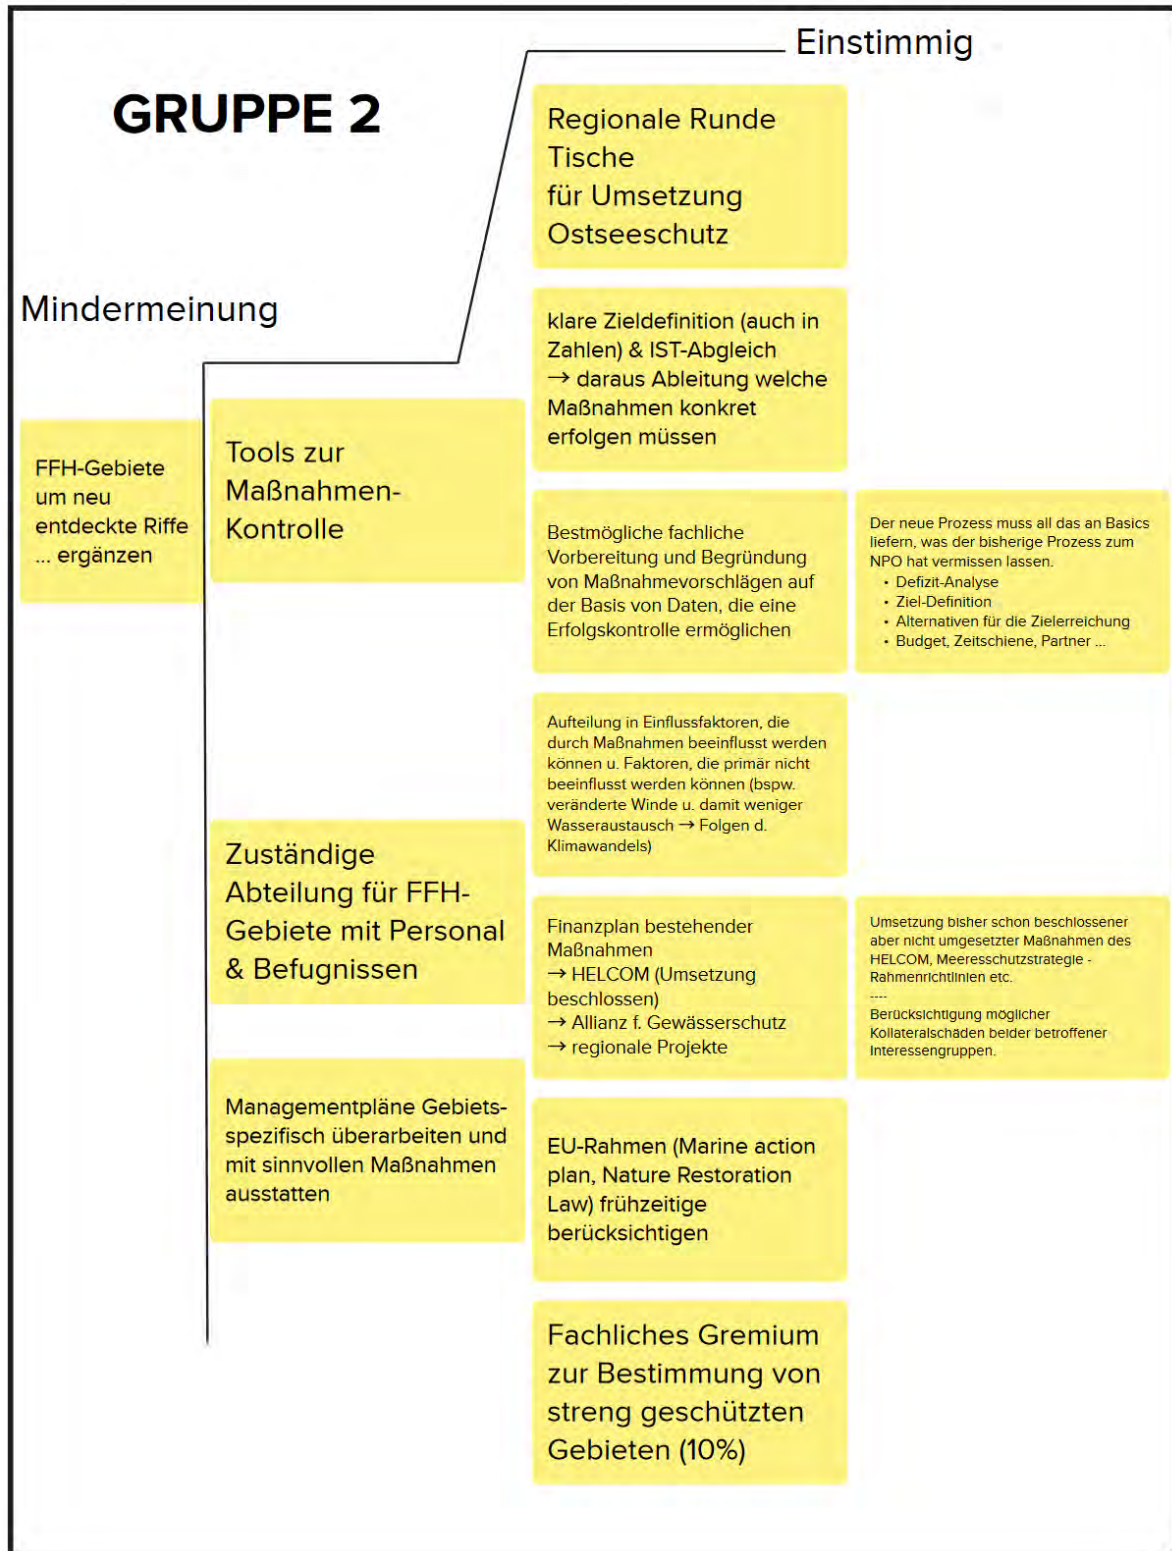 Einstimmig
GRUPPE 2
Regionale Runde
Tische
für Umsetzung
Ostseeschutz
Mindermeinung
klare Zieldefinition (auch in
Zahlen) & IST-Abgleich
→ daraus Ableitung welche
Maßnahmen konkret
erfolgen müssen
FFH-Gebiete
um neu
entdeckte Riffe
... ergänzen
Tools zur
Maßnahmen-
Kontrolle
Bestmögliche fachliche
Vorbereitung und Begründung
von Maßnahmevorschlägen auf
der Basis von Daten, die eine
Erfolgskontrolle ermöglichen
Der neue Prozess muss all das an Basics
liefern, was der bisherige Prozess zum
NPO hat vermissen lassen.
• Defizit-Analyse
• Ziel-Definition
• Alternativen für die Zielerreichung
• Budget, Zeitschiene, Partner ...
Aufteilung in Einflussfaktoren, die
durch Maßnahmen beeinflusst werden
können u. Faktoren, die primär nicht
beeinflusst werden können (bspw.
veränderte Winde u. damit weniger
Wasseraustausch → Folgen d.
Klimawandels)
Zuständige
Abteilung für FFH-
Gebiete mit Personal
& Befugnissen
Finanzplan bestehender
Maßnahmen
→ HELCOM (Umsetzung
beschlossen)
→ Allianz f. Gewässerschutz
→ regionale Projekte
Umsetzung bisher schon beschlossener
aber nicht umgesetzter Maßnahmen des
HELCOM, Meeresschutzstrategie -
Rahmenrichtlinien etc.
----
Berücksichtigung möglicher
Kollateralschäden beider betroffener
Interessengruppen.
Managementpläne Gebiets-
spezifisch überarbeiten und
mit sinnvollen Maßnahmen
ausstatten
EU-Rahmen (Marine action
plan, Nature Restoration
Law) frühzeitige
berücksichtigen
Fachliches Gremium
zur Bestimmung von
streng geschützten
Gebieten (10%)